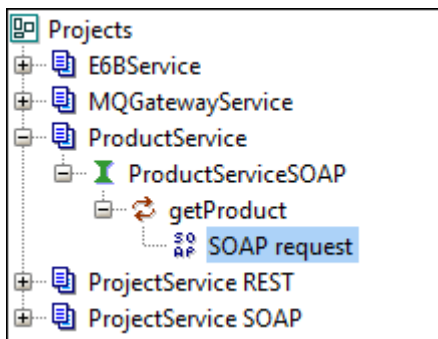 Projects
E6BService
MQGatewayService
ProductService
ProductServiceSOAP
getProduct
SOAP request
ProjectService REST
ProjectService SOAP